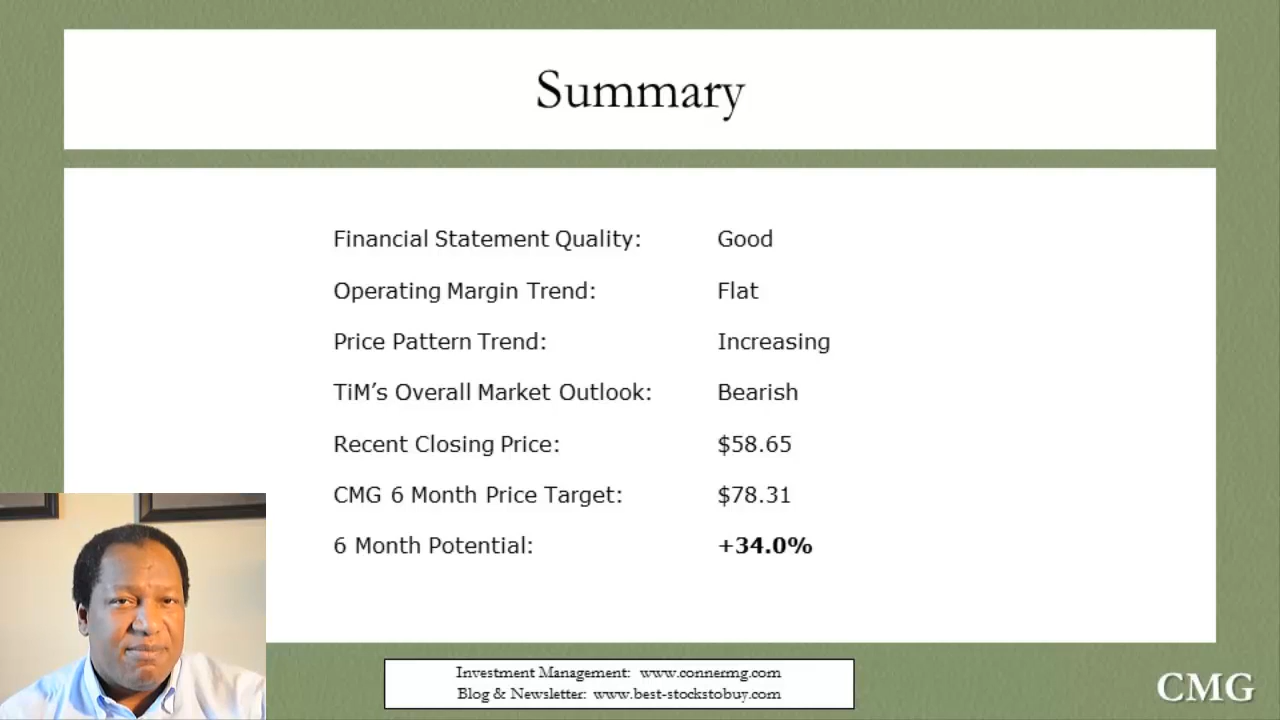 Summary
Financial Statement Quality: Good
Operating Margin Trend: Flat
Price Pattern Trend: Increasing
TiM’s Overall Market Outlook: Bearish
Recent Closing Price: $58.65
CMG 6 Month Price Target: $78.31
6 Month Potential: +34.0%
Investment Management: www.connermg.com
Blog & Newsletter: www.best-stockstobuy.com
CMG